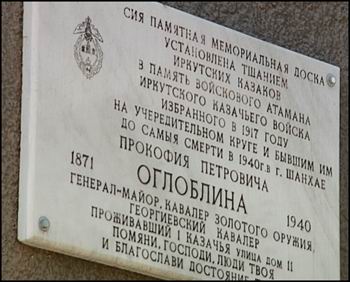 СИЯ ПАМЯТНАЯ МЕМОРИАЛЬНАЯ ДОСКА
УСТАНОВЛЕНА ТЩАНИЕМ
ИРКУТСКИХ КАЗАКОВ
В ПАМЯТЬ ВОЙСКОВОГО АТАМАНА
ИРКУТСКОГО КАЗАЧЬЕГО ВОЙСКА
ИЗБРАННОГО В 1917 ГОДУ
НА УЧЕРЕДИТЕЛЬНОМ КРУГЕ И БЫВШИМ ИМ
ДО САМЫЯ СМЕРТИ В 1940г.в г. ШАНХАЕ
ПРОКОФИЯ ПЕТРОВИЧА
1871 ОГЛОБЛИНА 1940
ГЕНЕРАЛ-МАЙОР, КАВАЛЕР ЗОЛОТОГО ОРУЖИЯ,
ГЕОРГИЕВСКИЙ КАВАЛЕР
ПРОЖИВАВШИЙ 1 КАЗАЧЬЯ УЛИЦА ДОМ 11
ПОМЯНИ, ГОСПОДИ, ЛЮДИ ТВОЯ
И БЛАГОСЛАВИ ДОСТОЯНИЕ